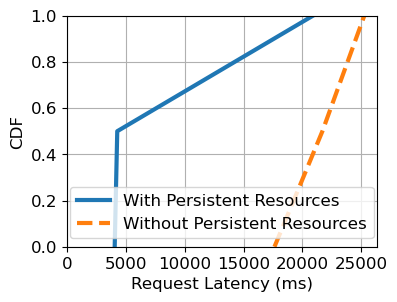 1.0
0.8
0.6
0.4
0.2
0.0
CDF
With Persistent Resources
Without Persistent Resources
0 5000 10000 15000 20000 25000
Request Latency (ms)